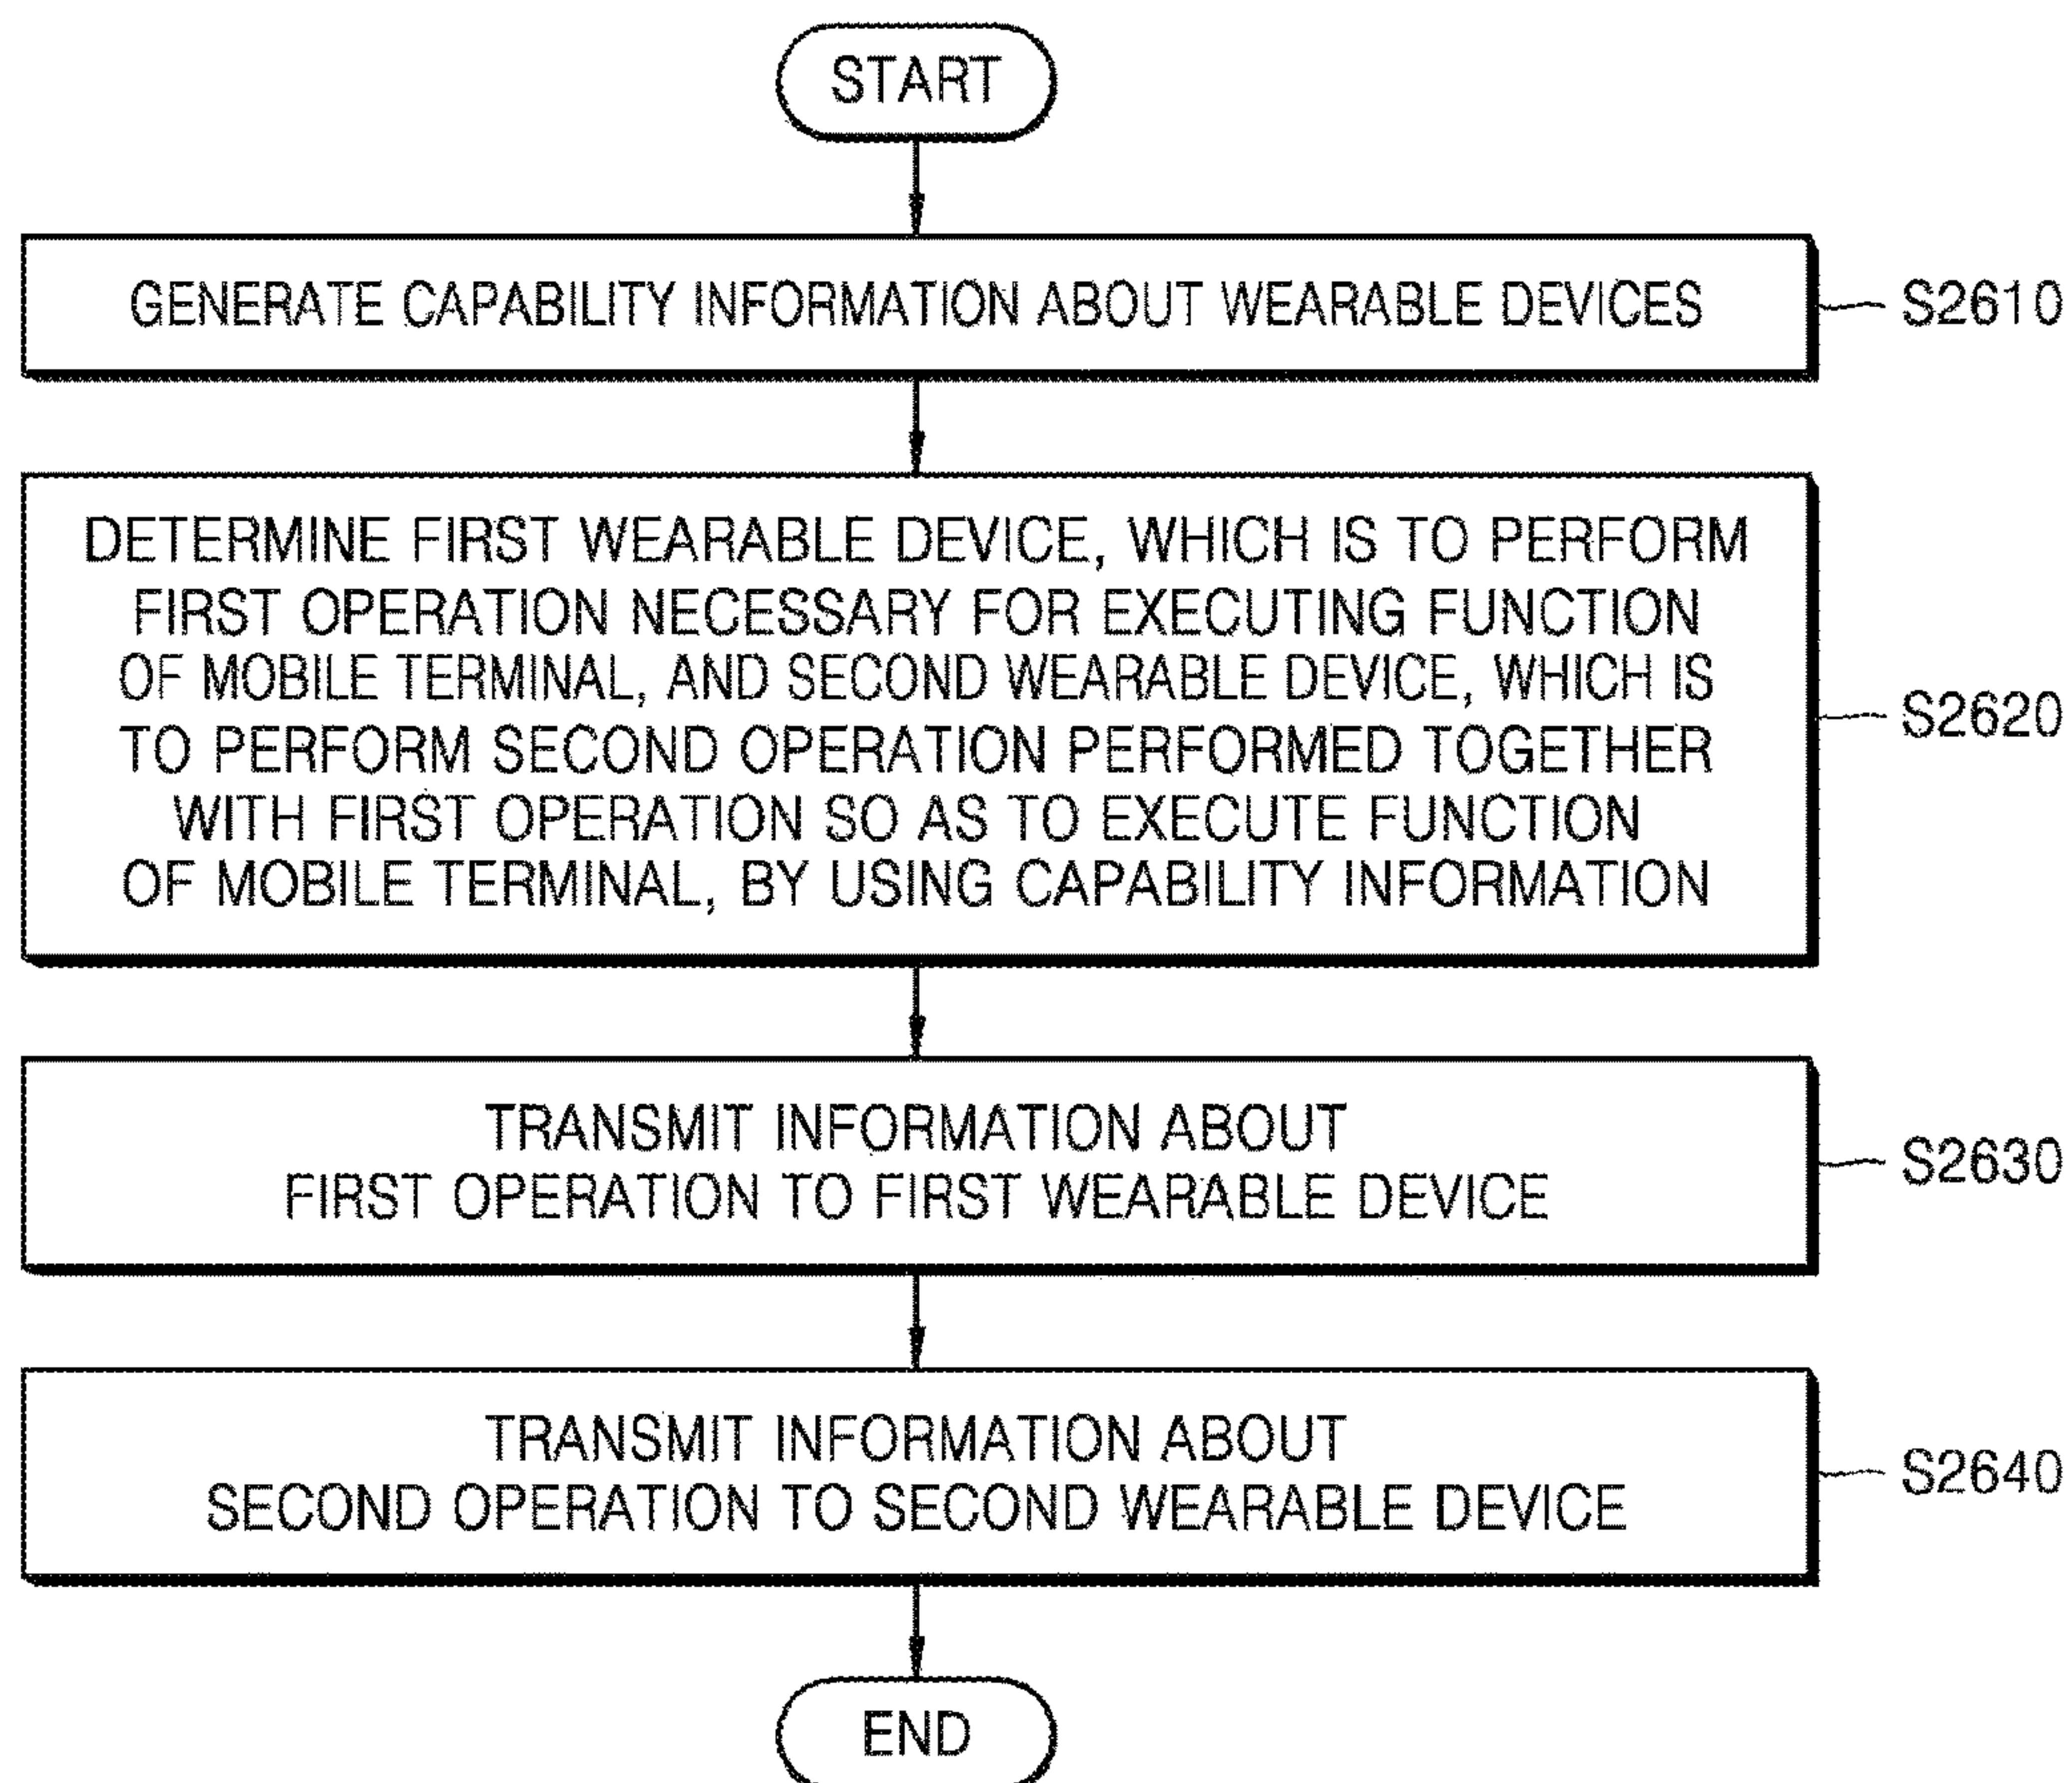 START
GENERATE CAPABILITY INFORMATION ABOUT WEARABLE DEVICES
S2610
DETERMINE FIRST WEARABLE DEVICE, WHICH IS TO PERFORM
FIRST OPERATION NECESSARY FOR EXECUTING FUNCTION
OF MOBILE TERMINAL, AND SECOND WEARABLE DEVICE, WHICH IS
TO PERFORM SECOND OPERATION PERFORMED TOGETHER
WITH FIRST OPERATION SO AS TO EXECUTE FUNCTION
OF MOBILE TERMINAL, BY USING CAPABILITY INFORMATION
S2620
TRANSMIT INFORMATION ABOUT
FIRST OPERATION TO FIRST WEARABLE DEVICE
S2630
TRANSMIT INFORMATION ABOUT
SECOND OPERATION TO SECOND WEARABLE DEVICE
S2640
END